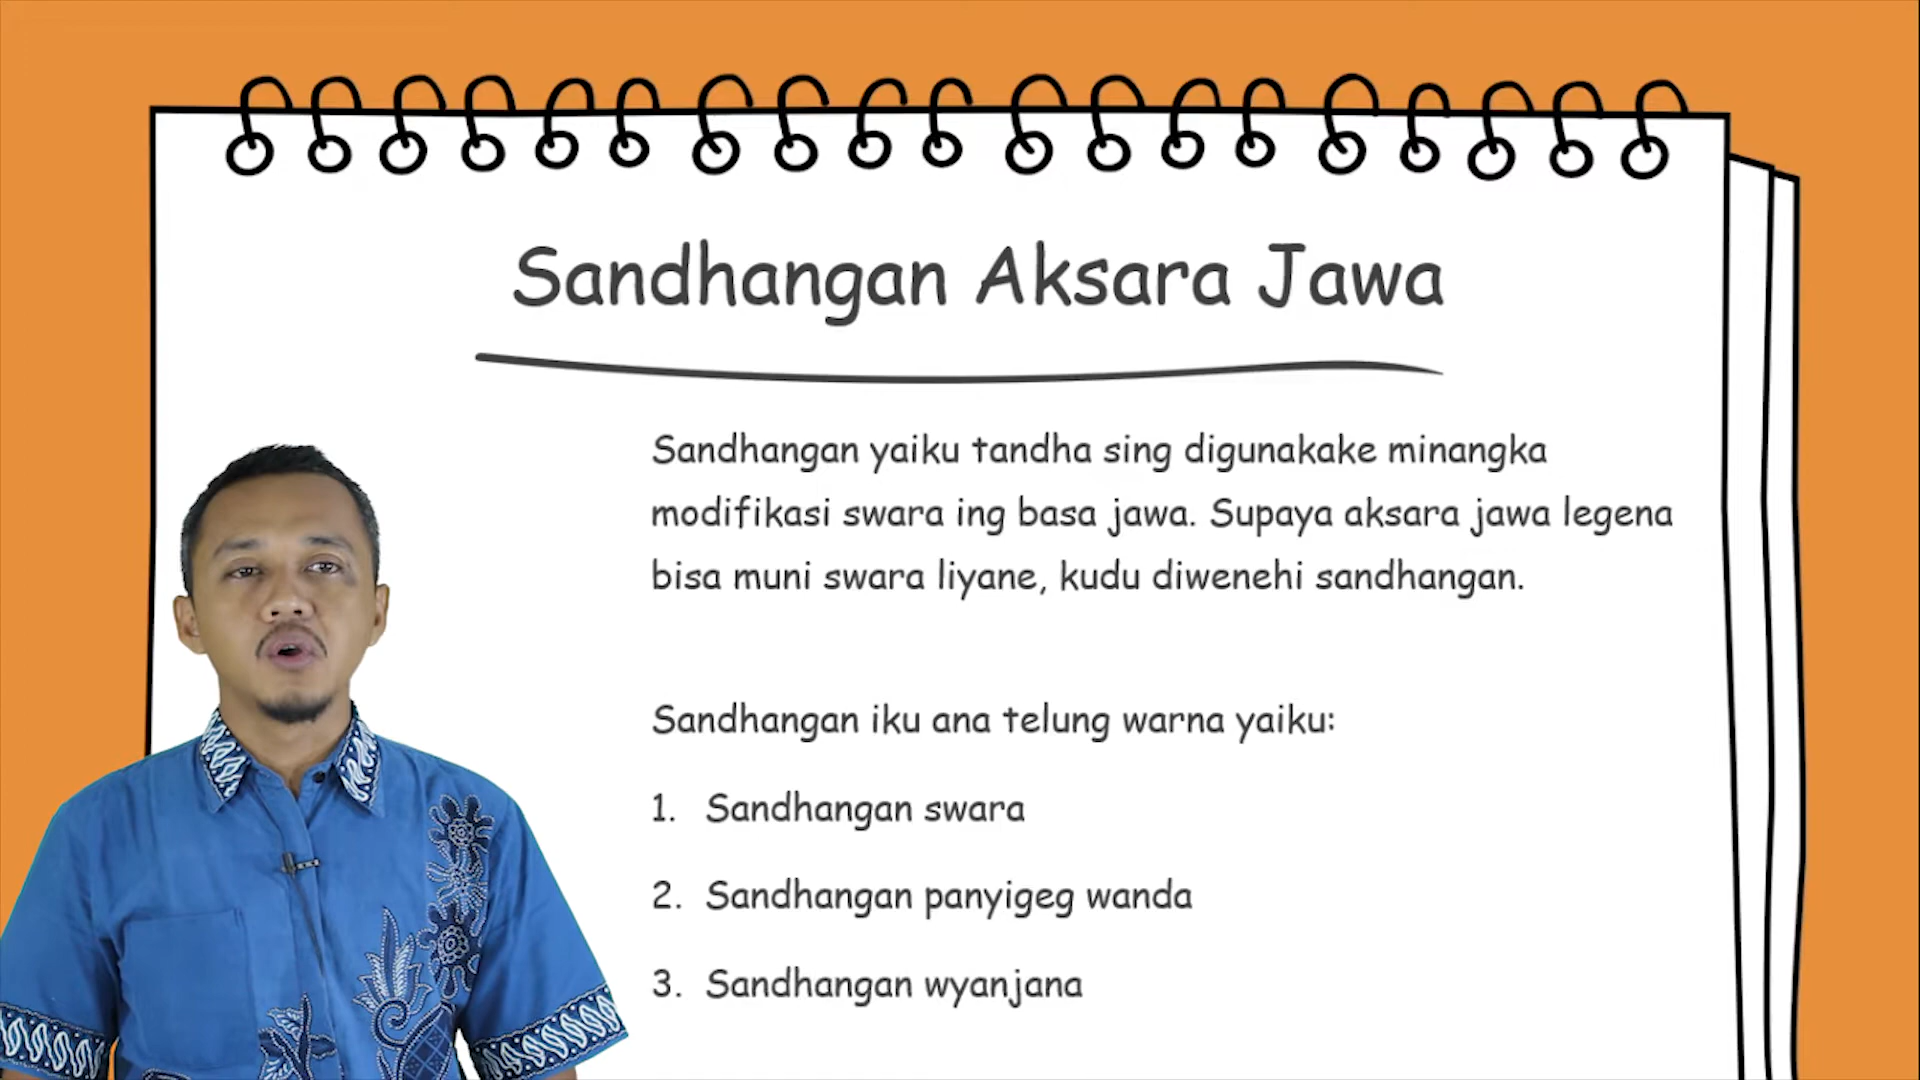 Sandhangan Aksara Jawa
Sandhangan yaiku tandha sing digunakake minangka
modifikasi swara ing basa jawa. Supaya aksara jawa legena
bisa muni swara liyane, kudu diwenehi sandhangan.
Sandhangan iku ana telung warna yaiku:
1. Sandhangan swara
2. Sandhangan panyigeg wanda
3. Sandhangan wyanjana